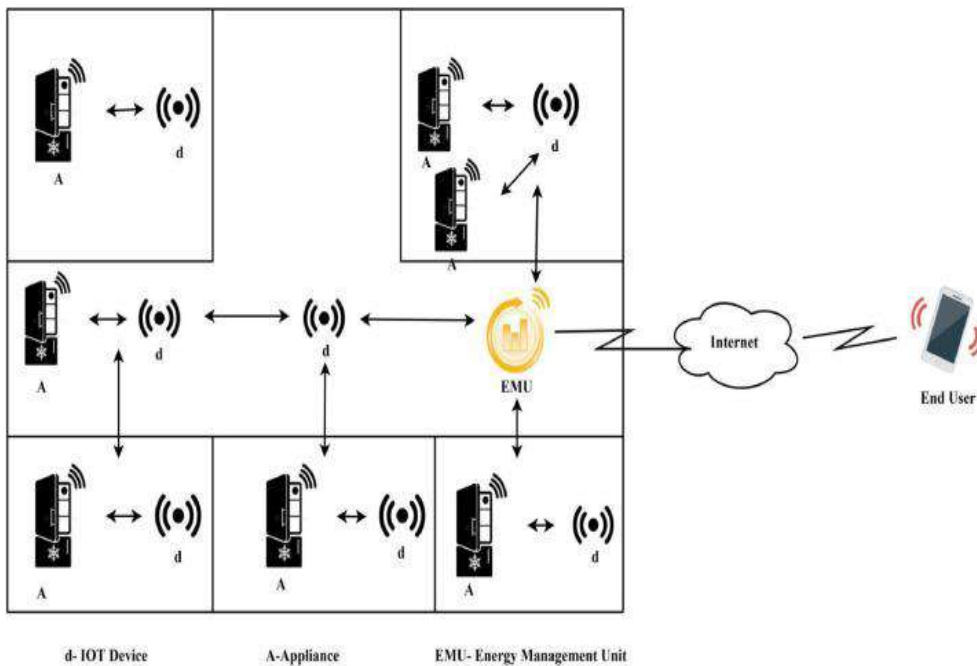 d
A
A
d
A
d
d
A
EMU
Internet
End User
d
d
d
A
A
A
d- IOT Device
A-Appliance
EMU- Energy Management Unit